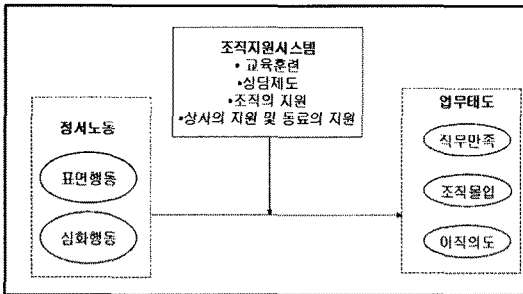 조직지원시스템
• 교육훈련
• 상담제도
•조직의 지원
•상사의 지원 및 동료의 지원
정서노동
표면행동
심화행동
업무태도
직무만족
조직몰입
이직의도